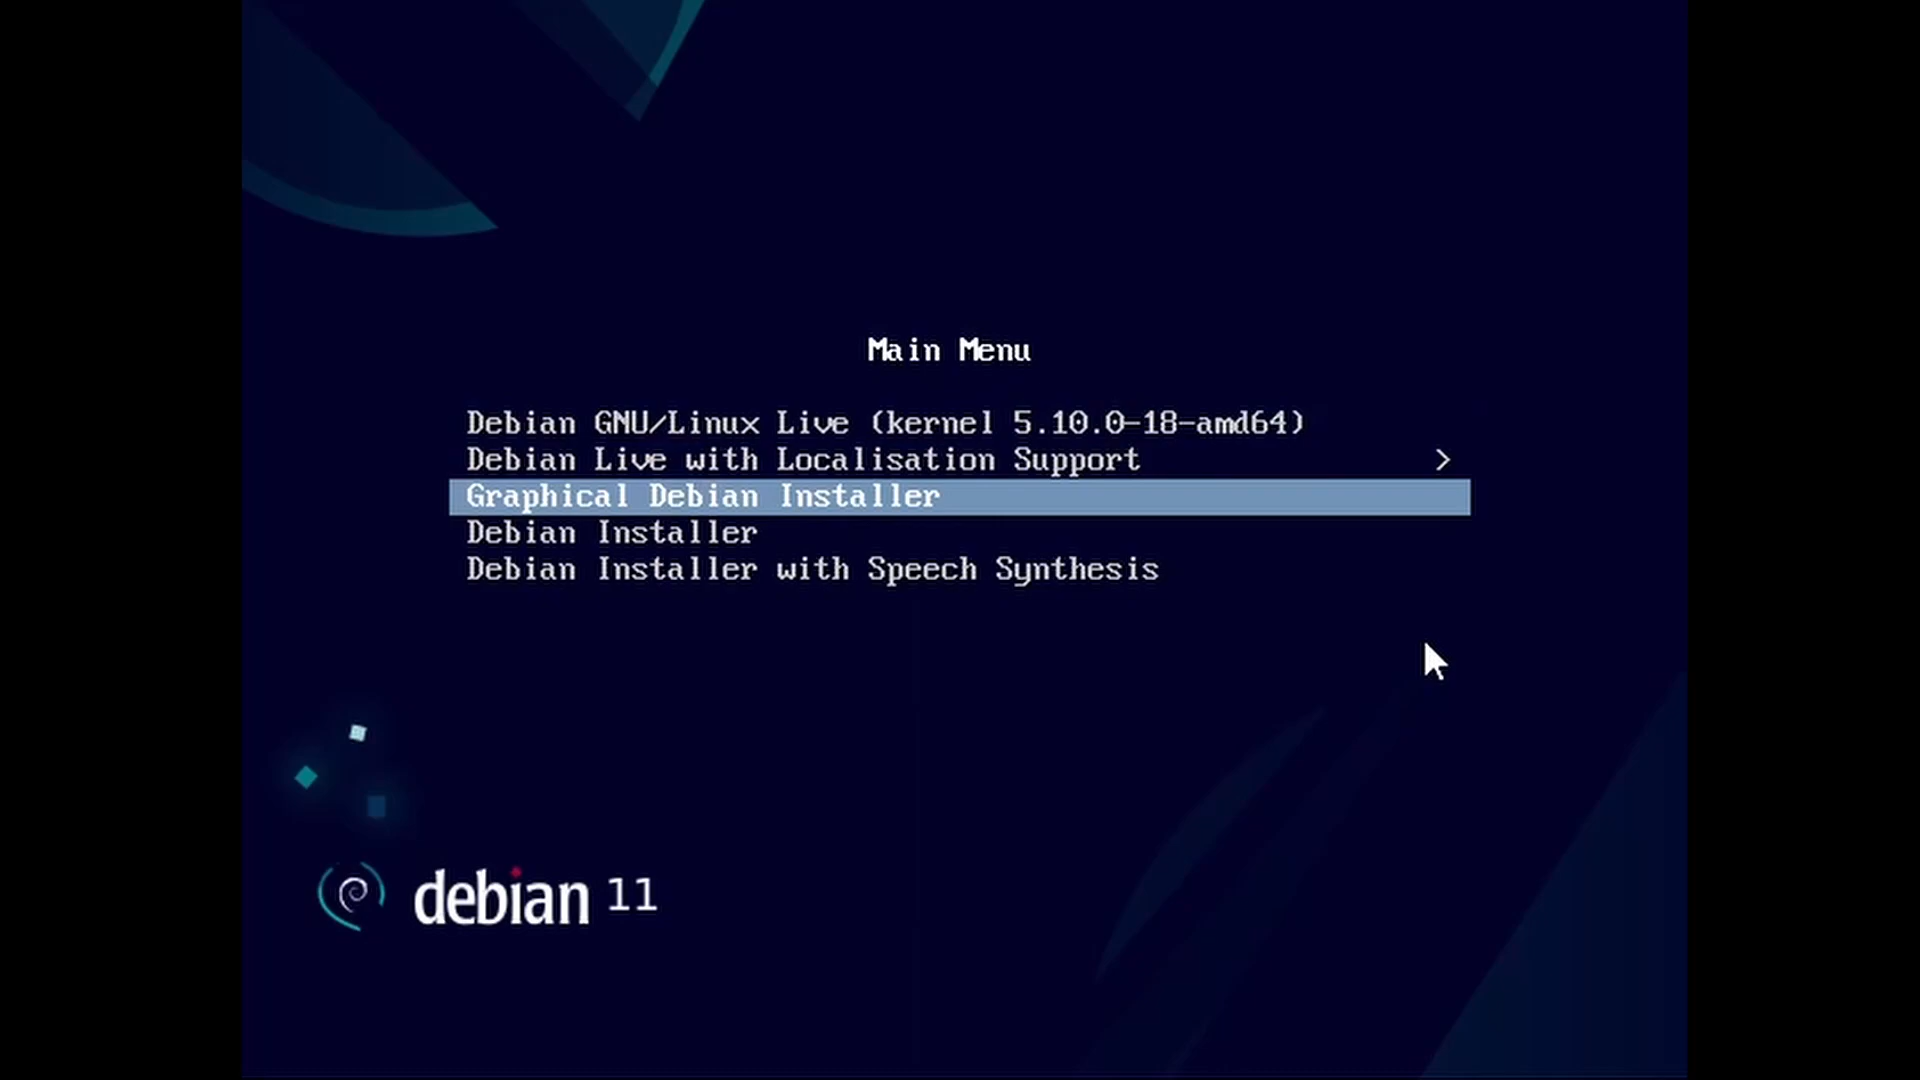 Main Menu
Debian GNU/Linux Live (kernel 5.10.0-18-amd64)
Debian Live with Localisation Support >
Graphical Debian Installer
Debian Installer
Debian Installer with Speech Synthesis
debian 11